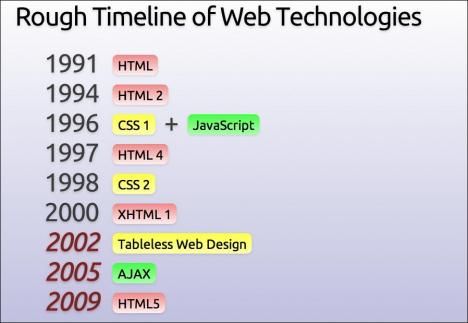 Rough Timeline of Web Technologies
1991 HTML
1994 HTML 2
1996 CSS 1 + JavaScript
1997 HTML 4
1998 CSS 2
2000 XHTML 1
2002 Tableless Web Design
2005 AJAX
2009 HTML5